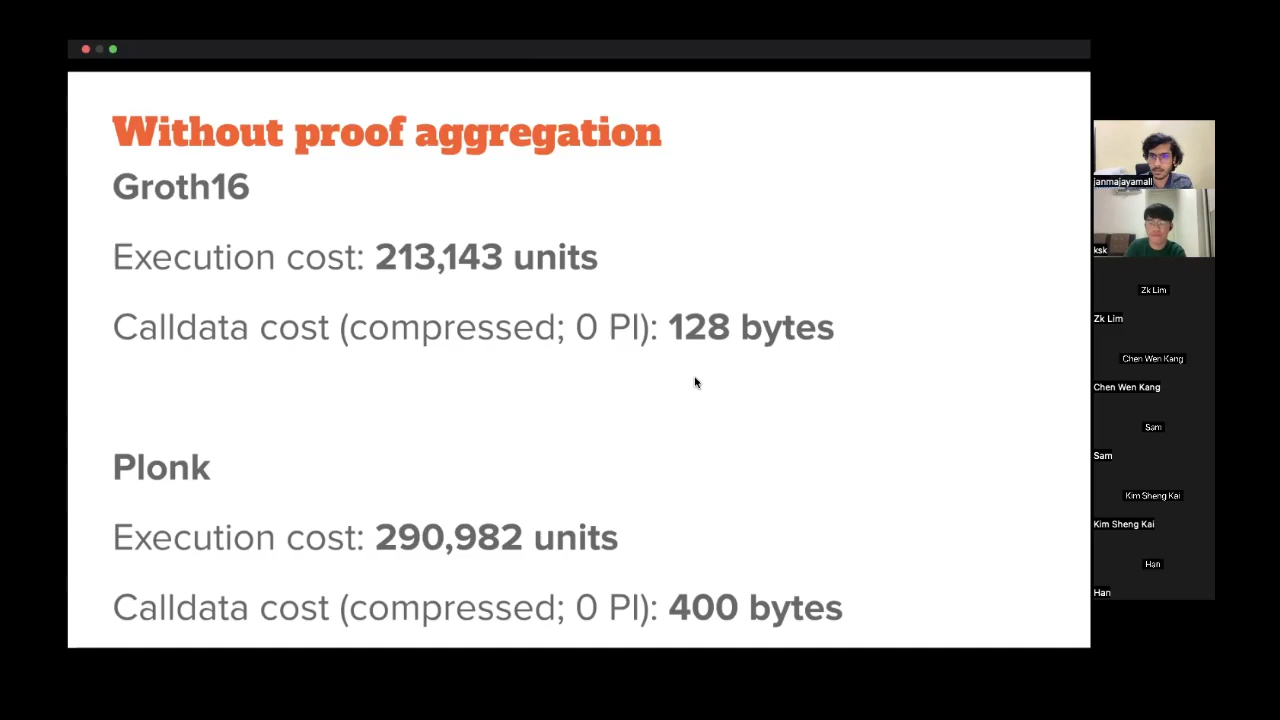 Without proof aggregation
Groth16
Execution cost: 213,143 units
Calldata cost (compressed; 0 PI): 128 bytes
Plonk
Execution cost: 290,982 units
Calldata cost (compressed; 0 PI): 400 bytes
janmajayamall
ksk
Zk Lim
Zk Lim
Chen Wen Kang
Chen Wen Kang
Sam
Sam
Kim Sheng Kai
Kim Sheng Kai
Han
Han